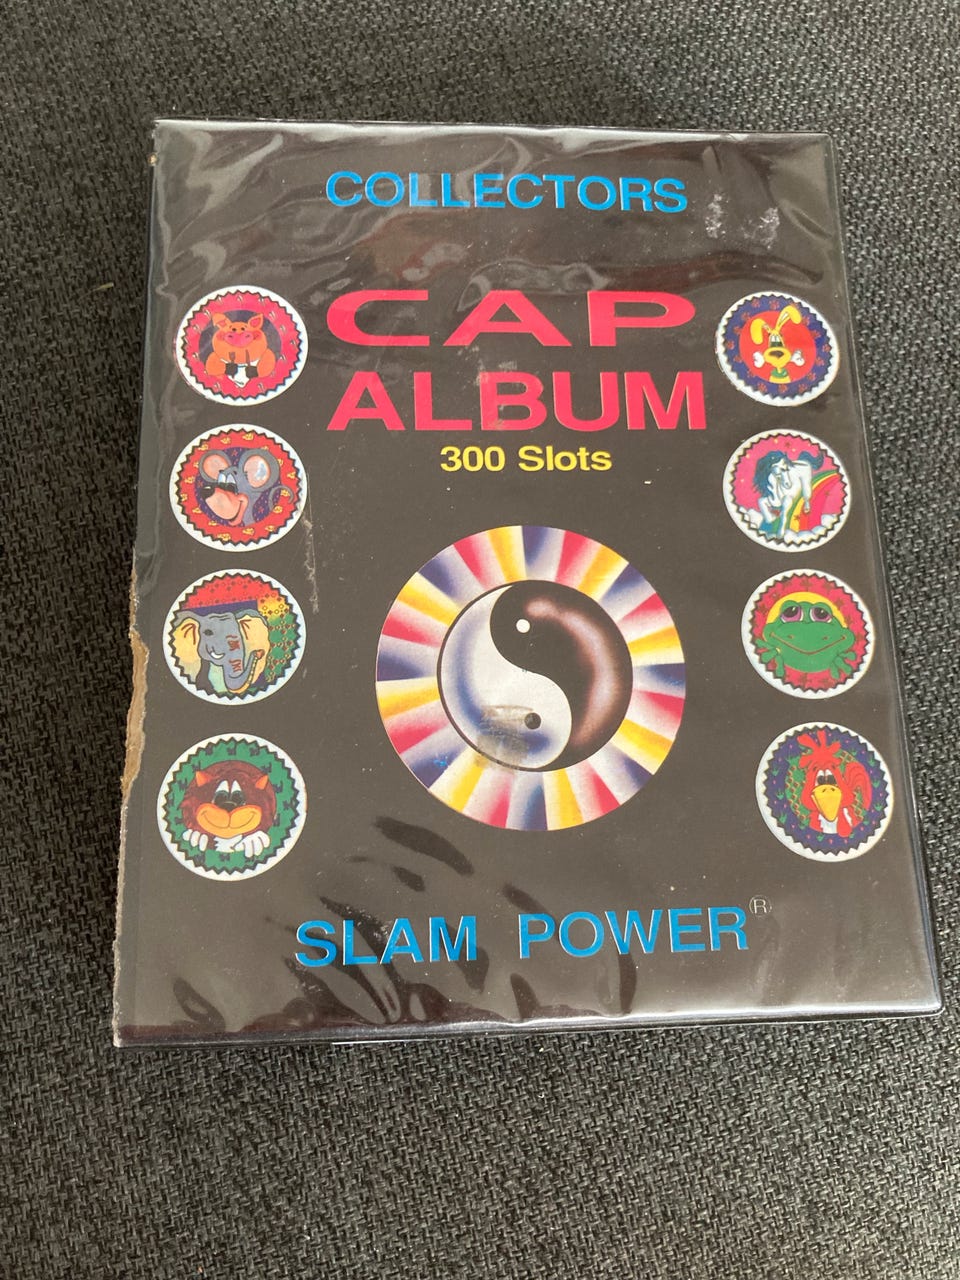 COLLECTORS
CAP
ALBUM
300 Slots
SLAM POWER®